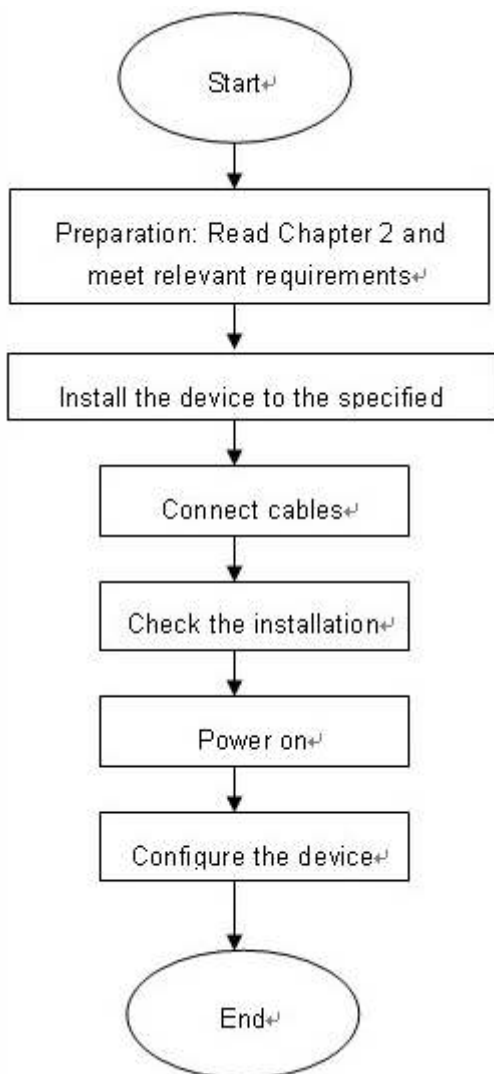 Start↵
Preparation: Read Chapter 2 and
meet relevant requirements↵
Install the device to the specified
Connect cables↵
Check the installation↵
Power on↵
Configure the device↵
End↵